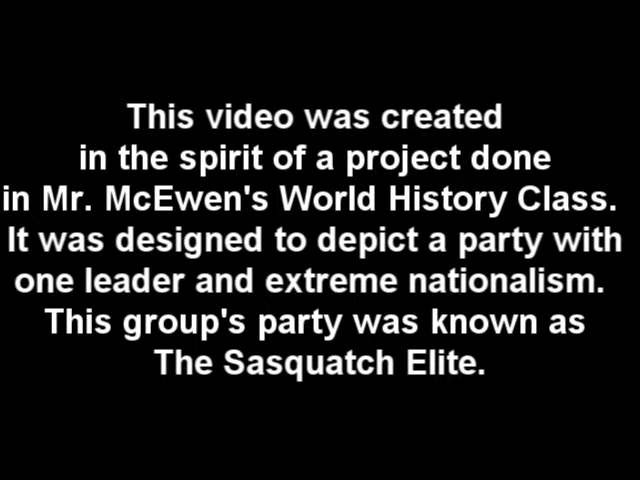 This video was created
in the spirit of a project done
in Mr. McEwen's World History Class.
It was designed to depict a party with
one leader and extreme nationalism.
This group's party was known as
The Sasquatch Elite.